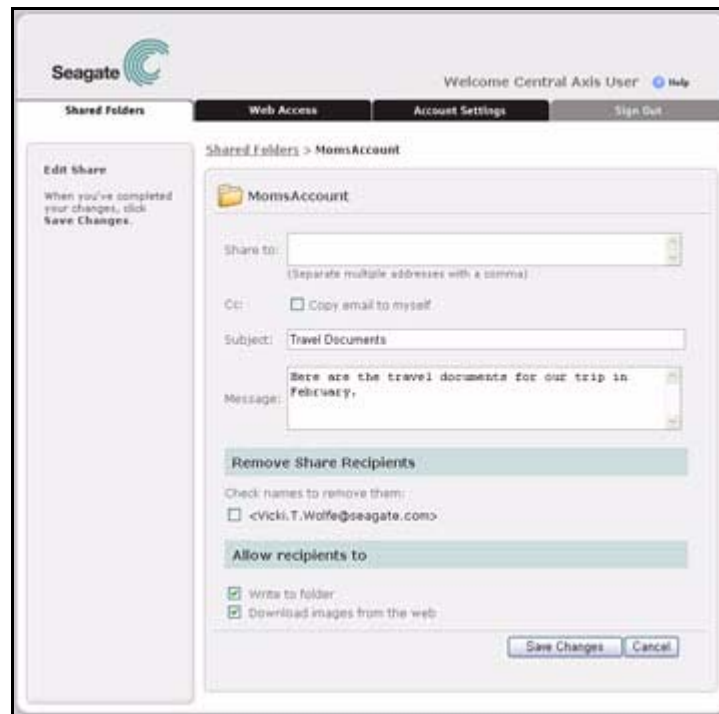 Seagate
Welcome Central Axis User
Help
Shared Folders
Web Access
Account Settings
Sign Out
Shared Folders > MomsAccount
Edit Share
When you've completed
your changes, click
Save Changes.
MomsAccount
Share to:
(Separate multiple addresses with a comma)
Cc:
Copy email to myself
Subject:
Travel Documents
Message:
Here are the travel documents for our trip in
February.
Remove Share Recipients
Check names to remove them:
<Vicki.T.Wolfe@seagate.com>
Allow recipients to
Write to folder
Download images from the web
Save Changes
Cancel